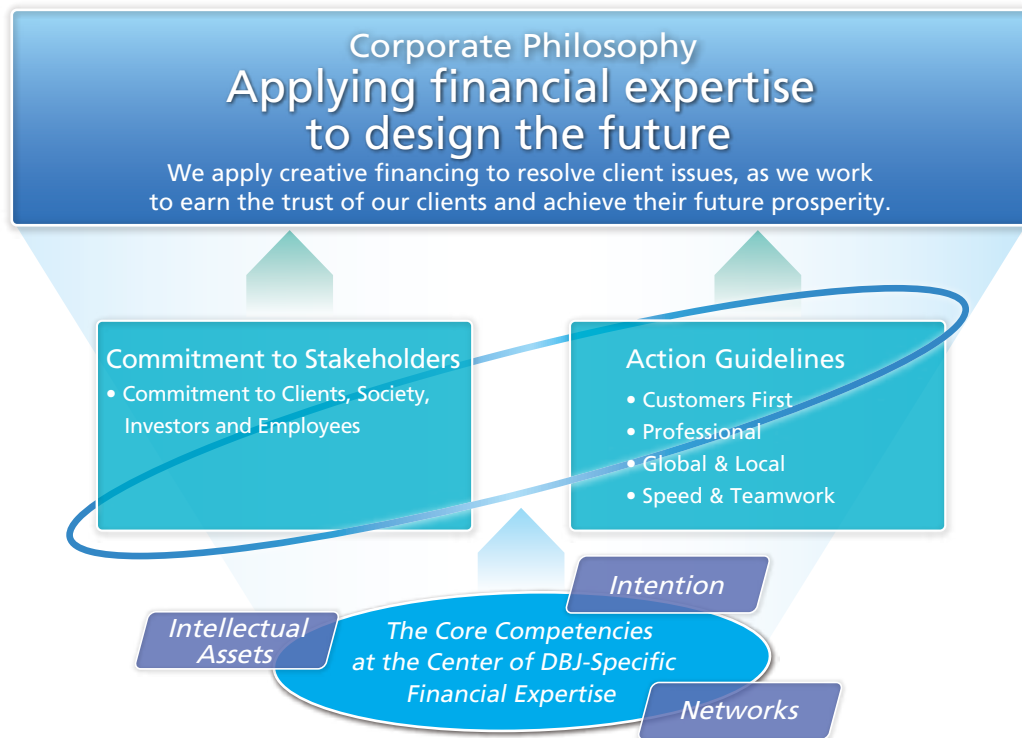 Corporate Philosophy
Applying financial expertise
to design the future
We apply creative financing to resolve client issues, as we work
to earn the trust of our clients and achieve their future prosperity.
Commitment to Stakeholders
• Commitment to Clients, Society,
Investors and Employees
Action Guidelines
• Customers First
• Professional
• Global & Local
• Speed & Teamwork
Intention
Intellectual
Assets
The Core Competencies
at the Center of DBJ-Specific
Financial Expertise
Networks